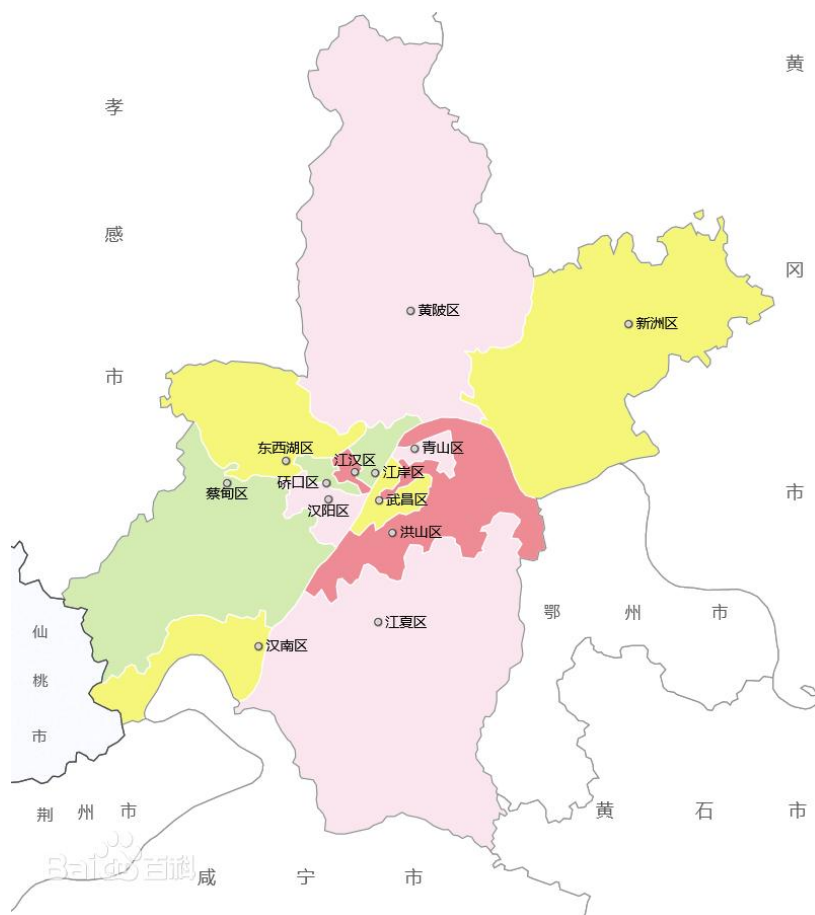 孝感市
黄冈市
黄陂区
新洲区
东西湖区
江汉区
青山区
江岸区
硚口区
蔡甸区
武昌区
汉阳区
洪山区
江夏区
汉南区
鄂州市
仙桃市
荆州市
黄石市
咸宁市
Bai百科